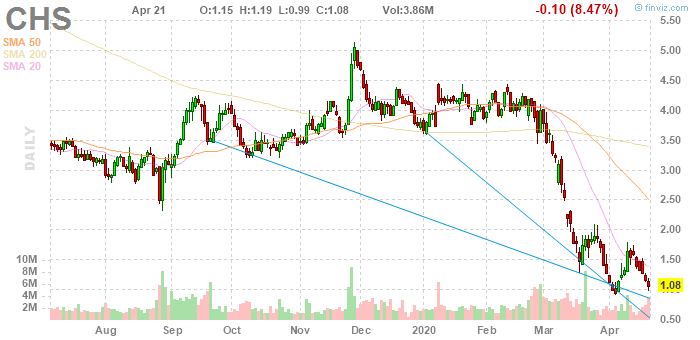 CHS Apr 21 O:1.15 H:1.19 L:0.99 C:1.08 Vol:3.86M -0.10 (8.47%)
© finviz.com
SMA 50
SMA 200
SMA 20
DAILY
5.50
5.00
4.50
4.00
3.50
3.00
2.50
2.00
1.50
1.08
1.00
0.50
10M
8M
6M
4M
2M
Aug Sep Oct Nov Dec 2020 Feb Mar Apr